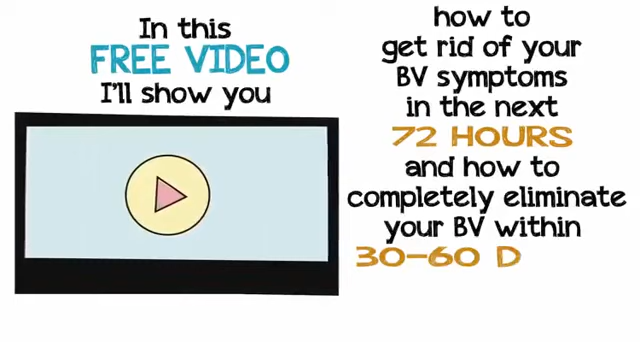 In this
FREE VIDEO
I'll show you
how to
get rid of your
BV symptoms
in the next
72 HOURS
and how to
completely eliminate
your BV within
30-60 D